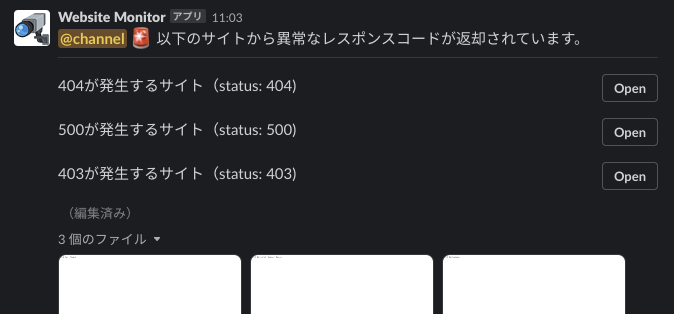 Website Monitor アプリ 11:03
@channel 以下のサイトから異常なレスポンスコードが返却されています。
404が発生するサイト（status: 404)
Open
500が発生するサイト（status: 500)
Open
403が発生するサイト（status: 403)
Open
（編集済み）
3 個のファイル